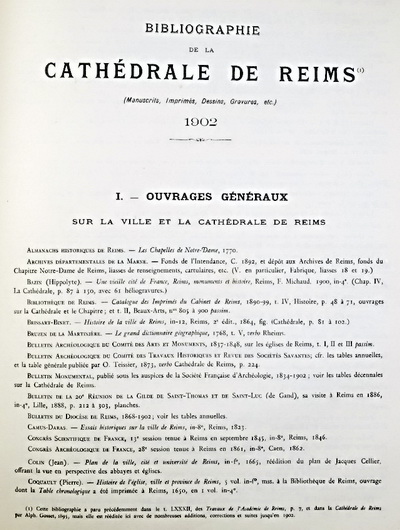 BIBLIOGRAPHIE
DE LA
CATHÉDRALE DE REIMS(1)
(Manuscrits, Imprimés, Dessins, Gravures, etc.)
1902
I. — OUVRAGES GÉNÉRAUX
SUR LA VILLE ET LA CATHÉDRALE DE REIMS
ALMANACHS HISTORIQUES DE REIMS. — Les Chapelles de Notre-Dame, 1770.
ARCHIVES DÉPARTEMENTALES DE LA MARNE. — Fonds de l'Intendance, C. 1892, et dépôt aux Archives de Reims, fonds du
Chapitre Notre-Dame de Reims, liasses de renseignements, cartulaires, etc. (V. en particulier, Fabrique, liasses 18 et 19.)
BAZIN (Hippolyte). — Une vieille cité de France, Reims, monuments et histoire, Reims, F. Michaud, 1900, in-4°. (Chap. IV,
La Cathédrale, p. 87 à 150, avec 61 héliogravures.)
BIBLIOTHÈQUE DE REIMS. — Catalogue des Imprimés du Cabinet de Reims, 1890-99, t. IV, Histoire, p. 48 à 71, ouvrages
sur la Cathédrale et le Chapitre; et t. II, Beaux-Arts, nos 805 à 900 passim.
BRISSART-BINET. — Histoire de la ville de Reims, in-12, Reims, 2e édit., 1864, fig. (Cathédrale, p. 81 à 102.)
BRUZEN DE LA MARTINIÈRE. — Le grand dictionnaire géographique, 1768, t. V, verbo Rheims.
BULLETIN ARCHÉOLOGIQUE DU COMITÉ DES ARTS ET MONUMENTS, 1837-1848, sur les églises de Reims, t. I, II et III passim.
BULLETIN ARCHÉOLOGIQUE DU COMITÉ DES TRAVAUX HISTORIQUES ET REVUE DES SOCIÉTÉS SAVANTES; cfr. les tables annuelles,
et la table générale publiée par O. Teissier, 1873, verbo Cathédrale de Reims, p. 224.
BULLETIN MONUMENTAL, publié sous les auspices de la Société Française d'Archéologie, 1834-1902; voir les tables décennales
sur la Cathédrale de Reims.
BULLETIN DE LA 20e RÉUNION DE LA GILDE DE SAINT-THOMAS ET DE SAINT-LUC (de Gand), sa visite à Reims en 1886,
in-4°, Lille, 1888, p. 212 à 303, planches.
BULLETIN DU DIOCÈSE DE REIMS, 1868-1902; voir les tables annuelles.
CAMUS-DARAS. — Essais historiques sur la ville de Reims, in-8°, Reims, 1823.
CONGRÈS SCIENTIFIQUE DE FRANCE, 13e session tenue à Reims en septembre 1845, in-8°, Reims, 1846.
CONGRÈS ARCHÉOLOGIQUE DE FRANCE, 28e session tenue à Reims en 1861, in-8°, Caen, 1862.
COLIN (Jean). — Plan de la ville, cité et université de Reims, in-f°, 1665, réédition du plan de Jacques Cellier,
offrant la vue en perspective des abbayes et églises.
COQUAULT (Pierre). — Histoire de l'église, ville et province de Reims, 5 vol. in-f°, mss. à la Bibliothèque de Reims, ouvrage
dont la Table chronologique a été imprimée à Reims, 1650, en 1 vol. in-4°.
(1) Cette bibliographie a paru précédemment dans le t. LXXXII, des Travaux de l'Académie de Reims, p. 7, et dans la Cathédrale de Reims
par Alph. Gosset, 1895, mais elle est rééditée ici avec de nombreuses additions, corrections et suites jusqu'en 1902.